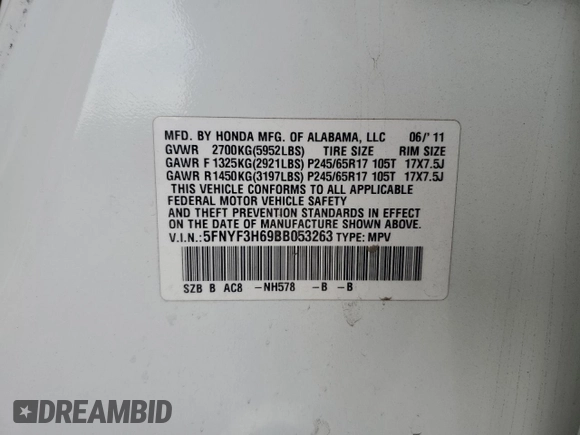 MFD. BY HONDA MFG. OF ALABAMA, LLC 06/'11
GVWR 2700KG(5952LBS) TIRE SIZE RIM SIZE
GAWR F 1325KG(2921LBS) P245/65R17 105T 17X7.5J
GAWR R1450KG(3197LBS) P245/65R17 105T 17X7.5J
THIS VEHICLE CONFORMS TO ALL APPLICABLE
FEDERAL MOTOR VEHICLE SAFETY
AND THEFT PREVENTION STANDARDS IN EFFECT
ON THE DATE OF MANUFACTURE SHOWN ABOVE.
V.I.N.:5FNYF3H69BB053263 TYPE: MPV
SZB B AC8 -NH578 -B -B
DREAMBID